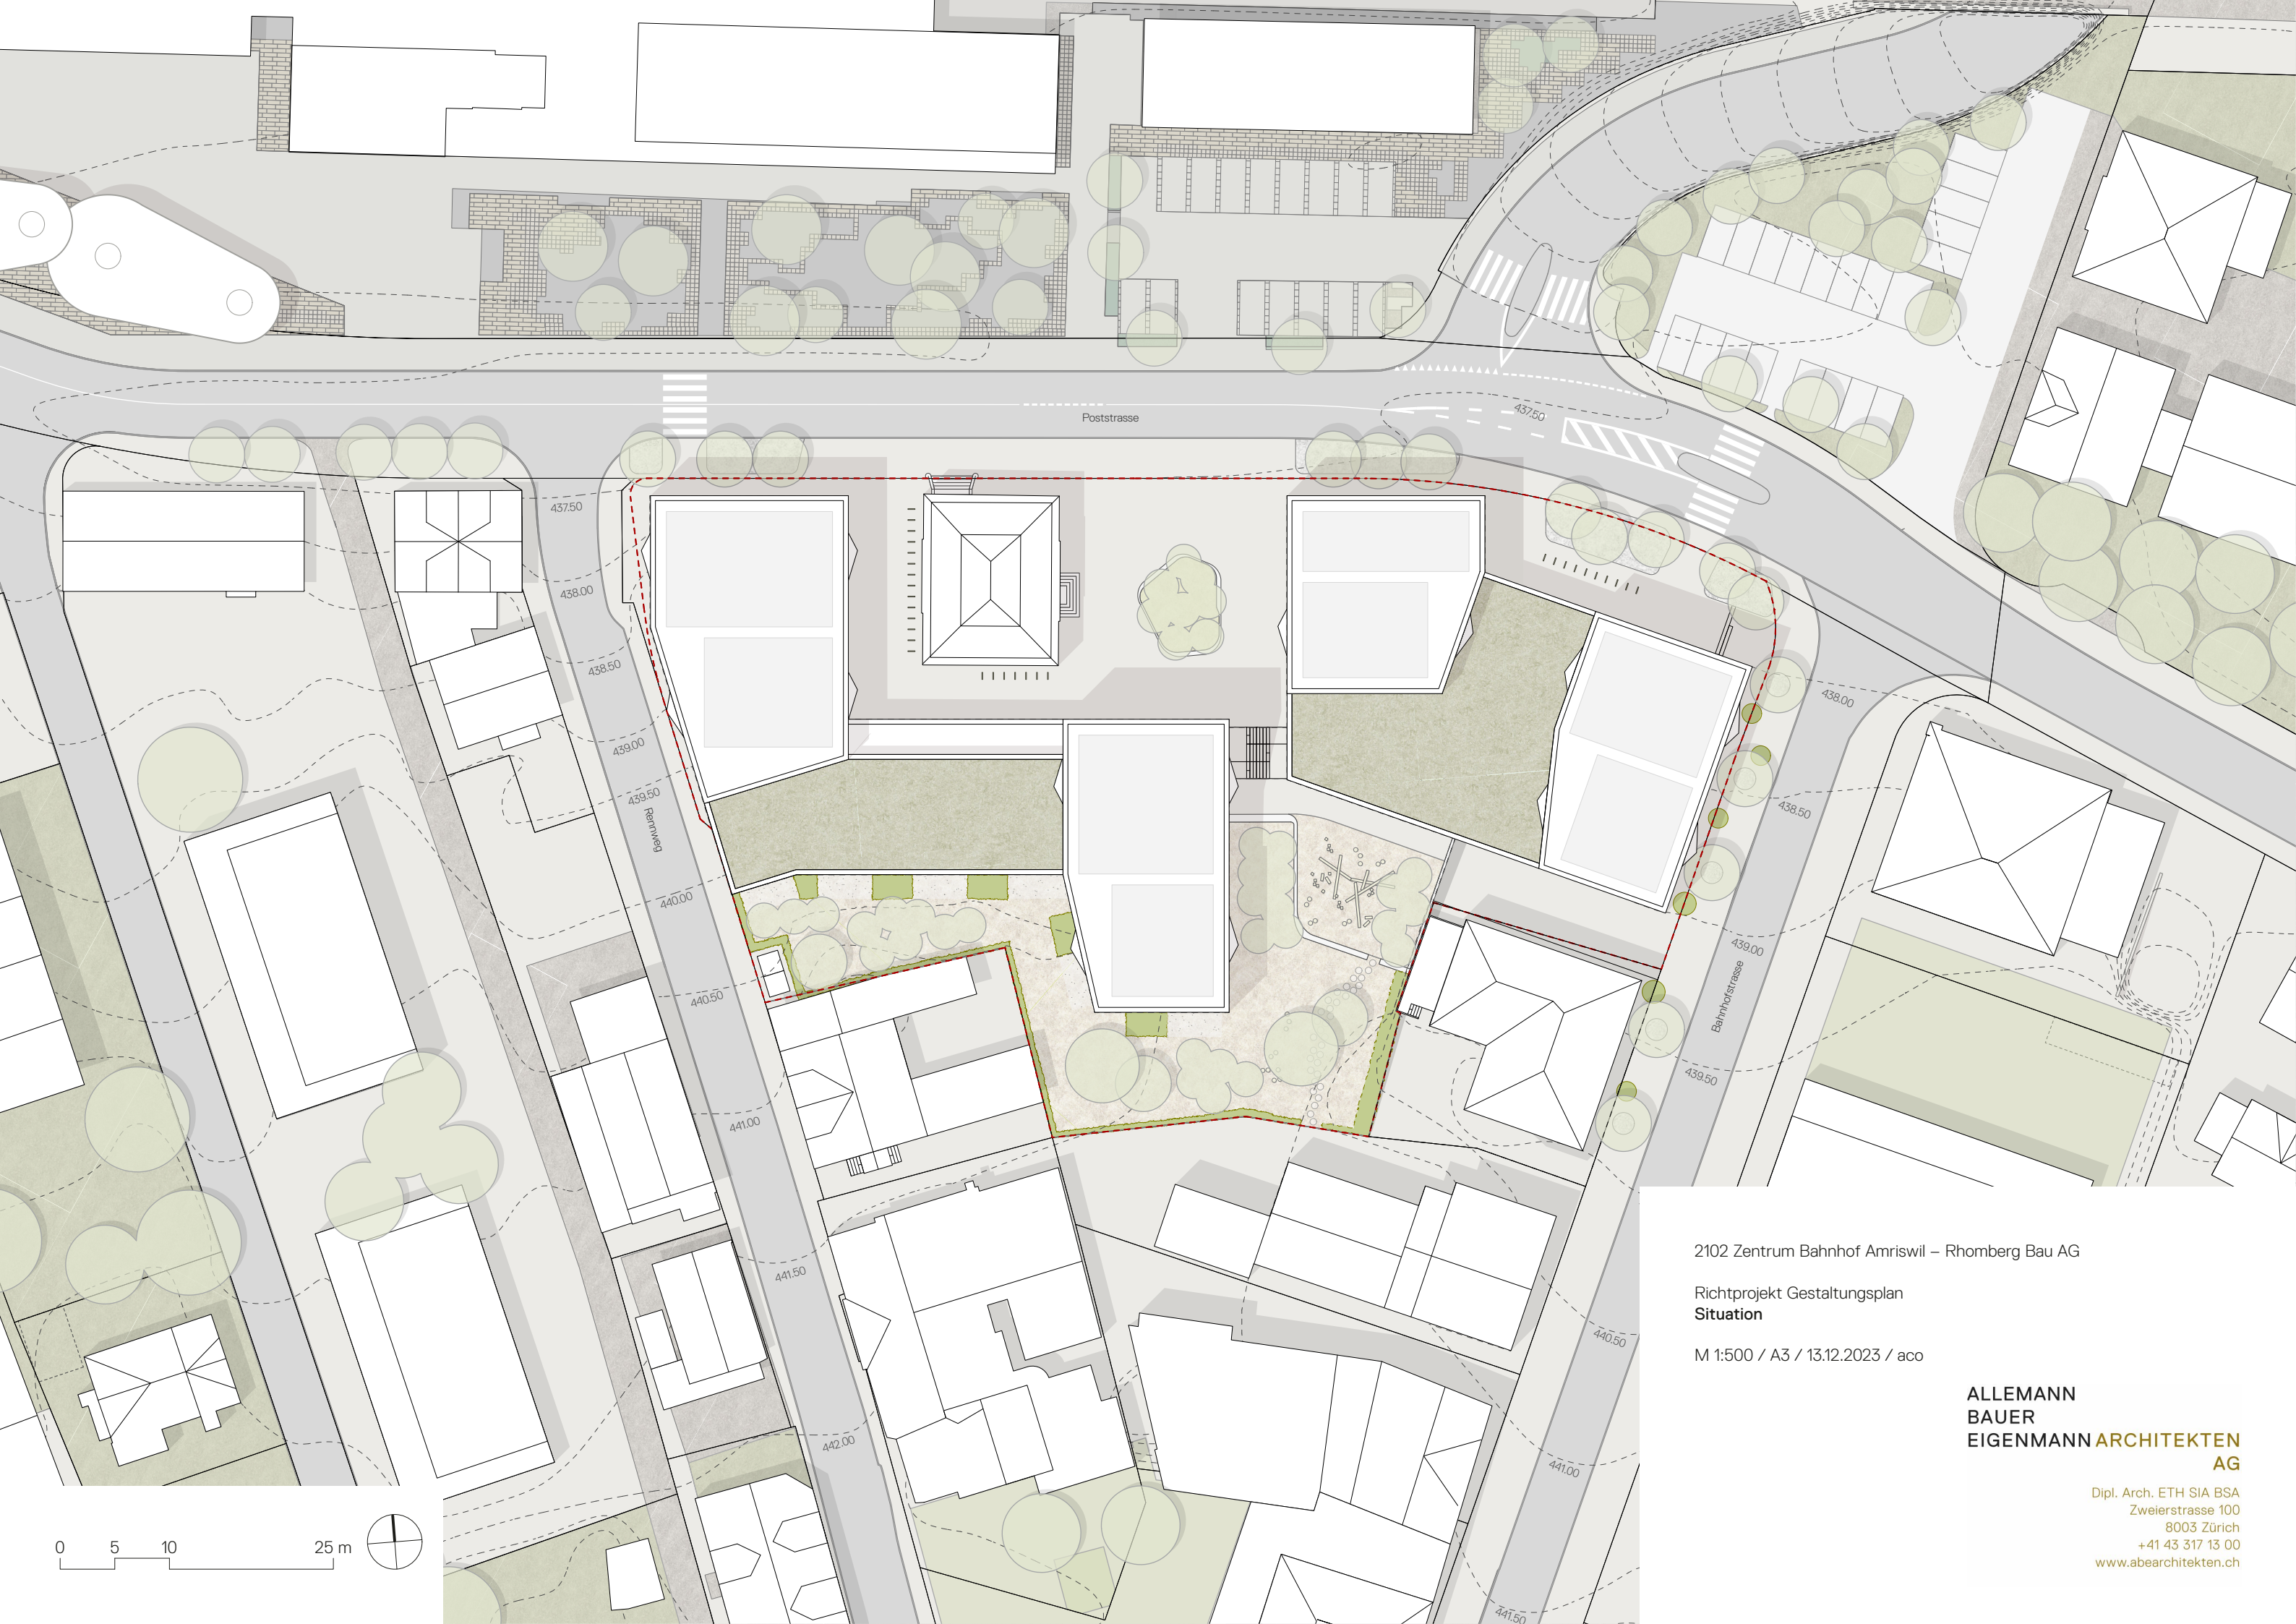 Poststrasse
437.50
437.50
438.00
438.50
439.00
439.50
Rennweg
440.00
440.50
441.00
441.50
442.00
438.00
438.50
439.00
Bahnhofstrasse
439.50
440.50
441.00
441.50
2102 Zentrum Bahnhof Amriswil – Rhomberg Bau AG
Richtprojekt Gestaltungsplan
Situation
M 1:500 / A3 / 13.12.2023 / aco
ALLEMANN
BAUER
EIGENMANN ARCHITEKTEN
AG
Dipl. Arch. ETH SIA BSA
Zweierstrasse 100
8003 Zürich
+41 43 317 13 00
www.abearchitekten.ch
0 5 10 25 m